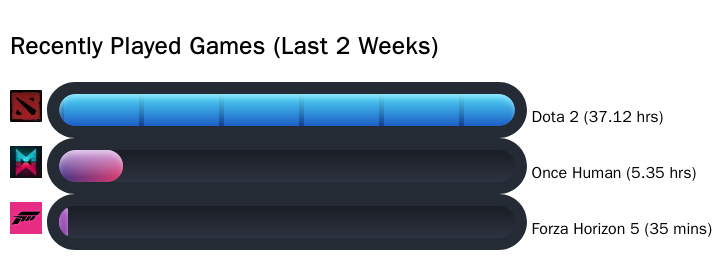 Recently Played Games (Last 2 Weeks)
Dota 2 (37.12 hrs)
Once Human (5.35 hrs)
Forza Horizon 5 (35 mins)